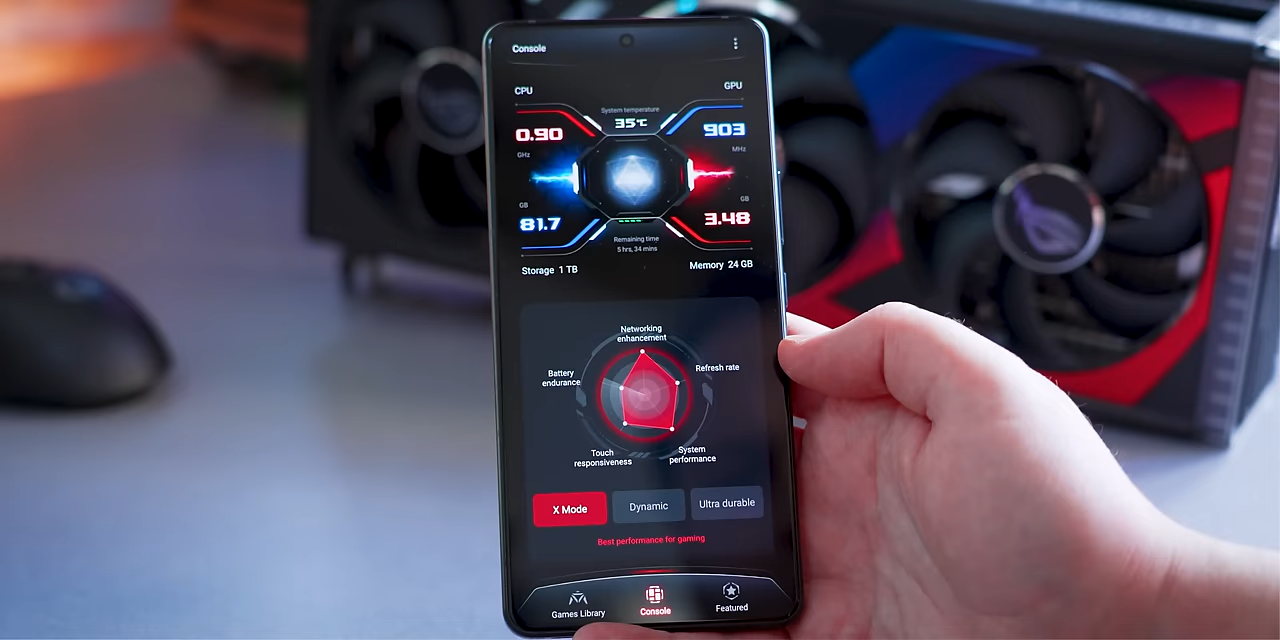 Console
CPU
GPU
System temperature
35°C
0.90
903
GHz
MHz
GB
GB
81.7
3.48
Remaining time
5 hrs, 34 mins
Storage 1 TB
Memory 24 GB
Networking
enhancement
Battery
endurance
Refresh rate
Touch
responsiveness
System
performance
X Mode
Dynamic
Ultra durable
Best performance for gaming
Games Library
Console
Featured